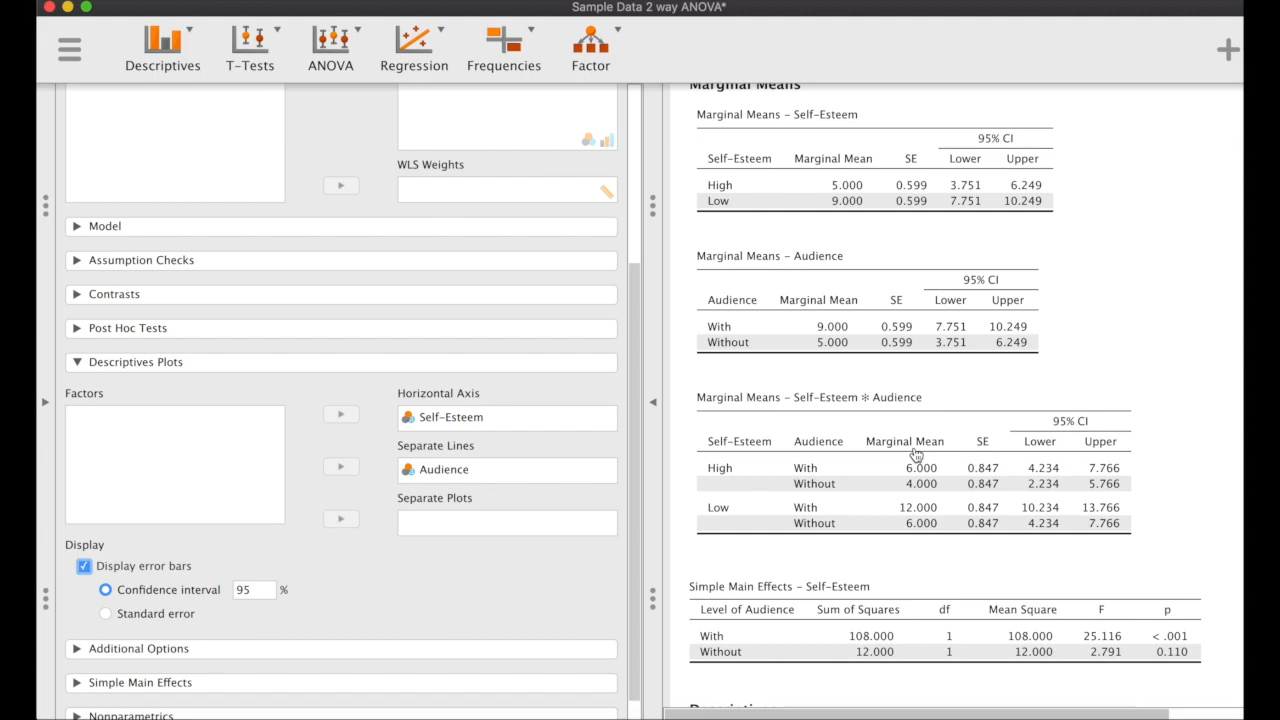 Sample Data 2 way ANOVA*
Descriptives T-Tests ANOVA Regression Frequencies Factor
WLS Weights
Model
Assumption Checks
Contrasts
Post Hoc Tests
Descriptives Plots
Factors
Horizontal Axis
Self-Esteem
Separate Lines
Audience
Separate Plots
Display
Display error bars
Confidence interval 95 %
Standard error
Additional Options
Simple Main Effects
Nonparametrics
Marginal Means
Marginal Means - Self-Esteem
95% CI
Self-Esteem Marginal Mean SE Lower Upper
High 5.000 0.599 3.751 6.249
Low 9.000 0.599 7.751 10.249
Marginal Means - Audience
95% CI
Audience Marginal Mean SE Lower Upper
With 9.000 0.599 7.751 10.249
Without 5.000 0.599 3.751 6.249
Marginal Means - Self-Esteem ✻ Audience
95% CI
Self-Esteem Audience Marginal Mean SE Lower Upper
High With 6.000 0.847 4.234 7.766
Without 4.000 0.847 2.234 5.766
Low With 12.000 0.847 10.234 13.766
Without 6.000 0.847 4.234 7.766
Simple Main Effects - Self-Esteem
Level of Audience Sum of Squares df Mean Square F p
With 108.000 1 108.000 25.116 < .001
Without 12.000 1 12.000 2.791 0.110